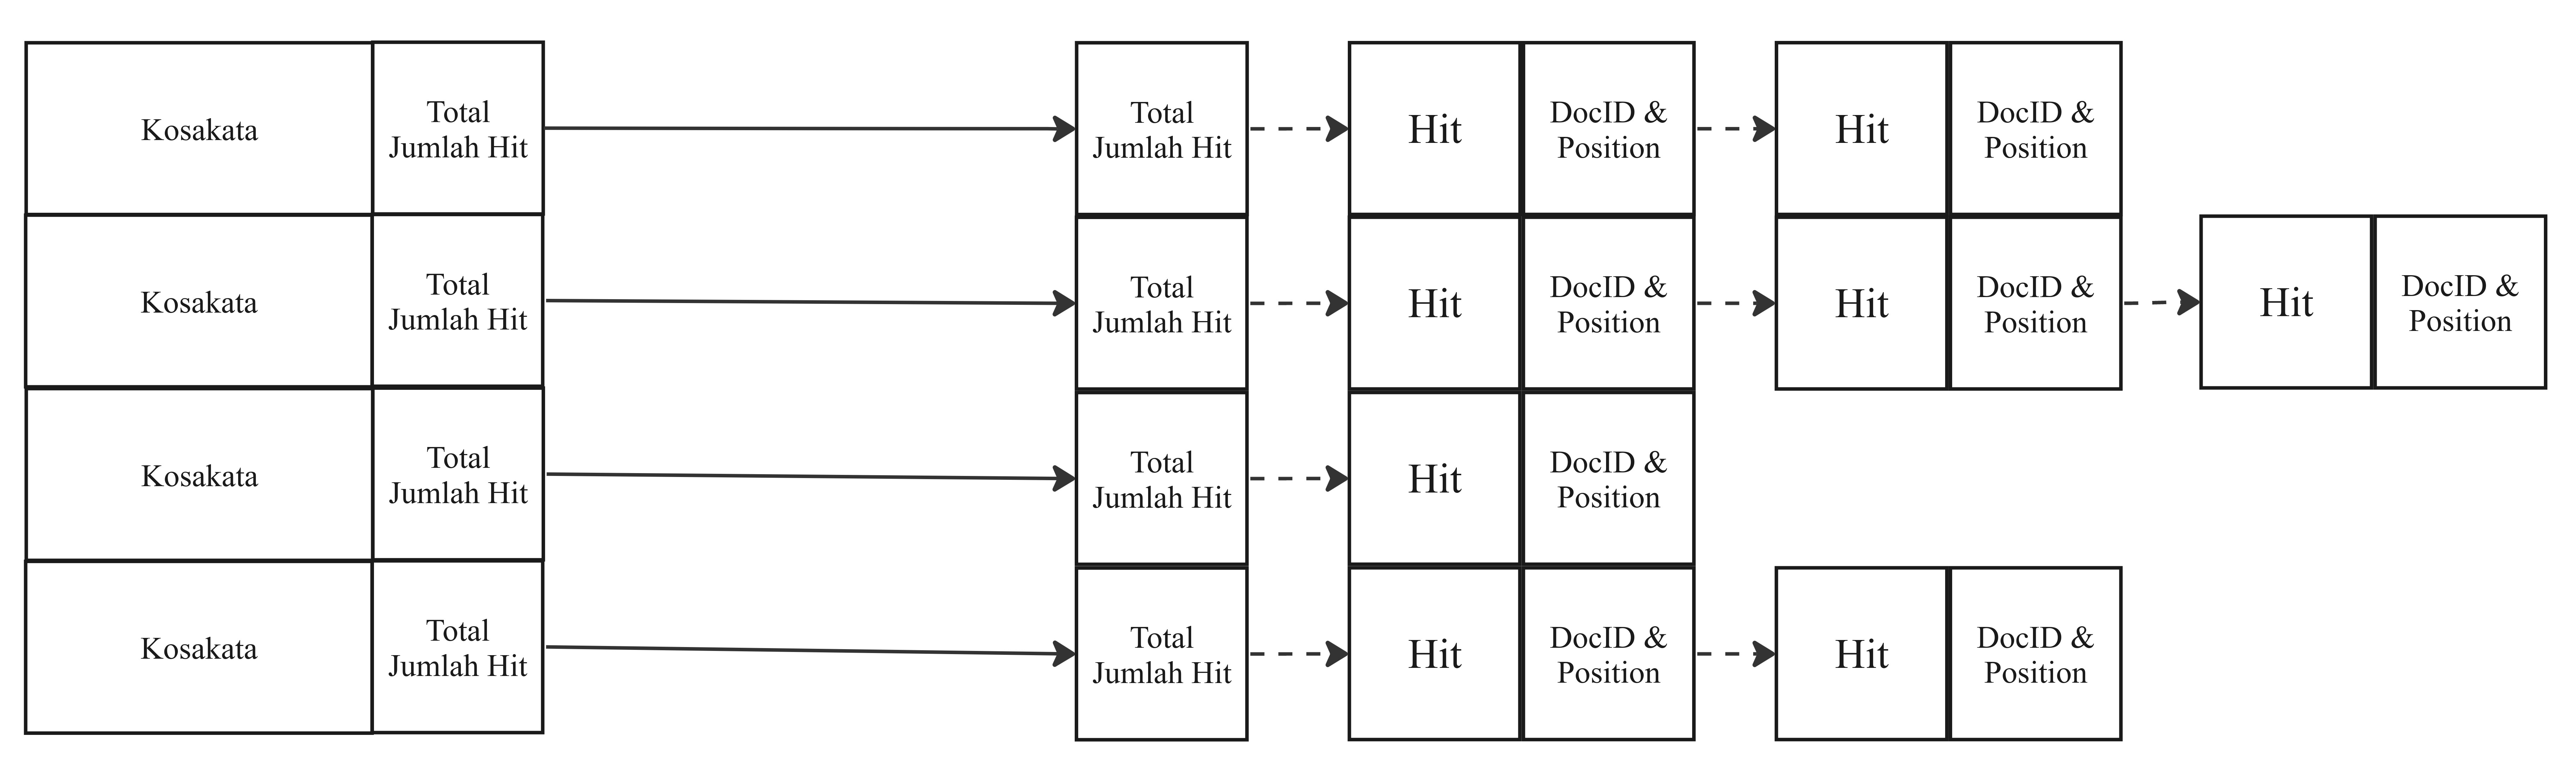 Kosakata
Total
Jumlah Hit
Total
Jumlah Hit
Hit
DocID &
Position
Hit
DocID &
Position
Kosakata
Total
Jumlah Hit
Total
Jumlah Hit
Hit
DocID &
Position
Hit
DocID &
Position
Hit
DocID &
Position
Kosakata
Total
Jumlah Hit
Total
Jumlah Hit
Hit
DocID &
Position
Kosakata
Total
Jumlah Hit
Total
Jumlah Hit
Hit
DocID &
Position
Hit
DocID &
Position